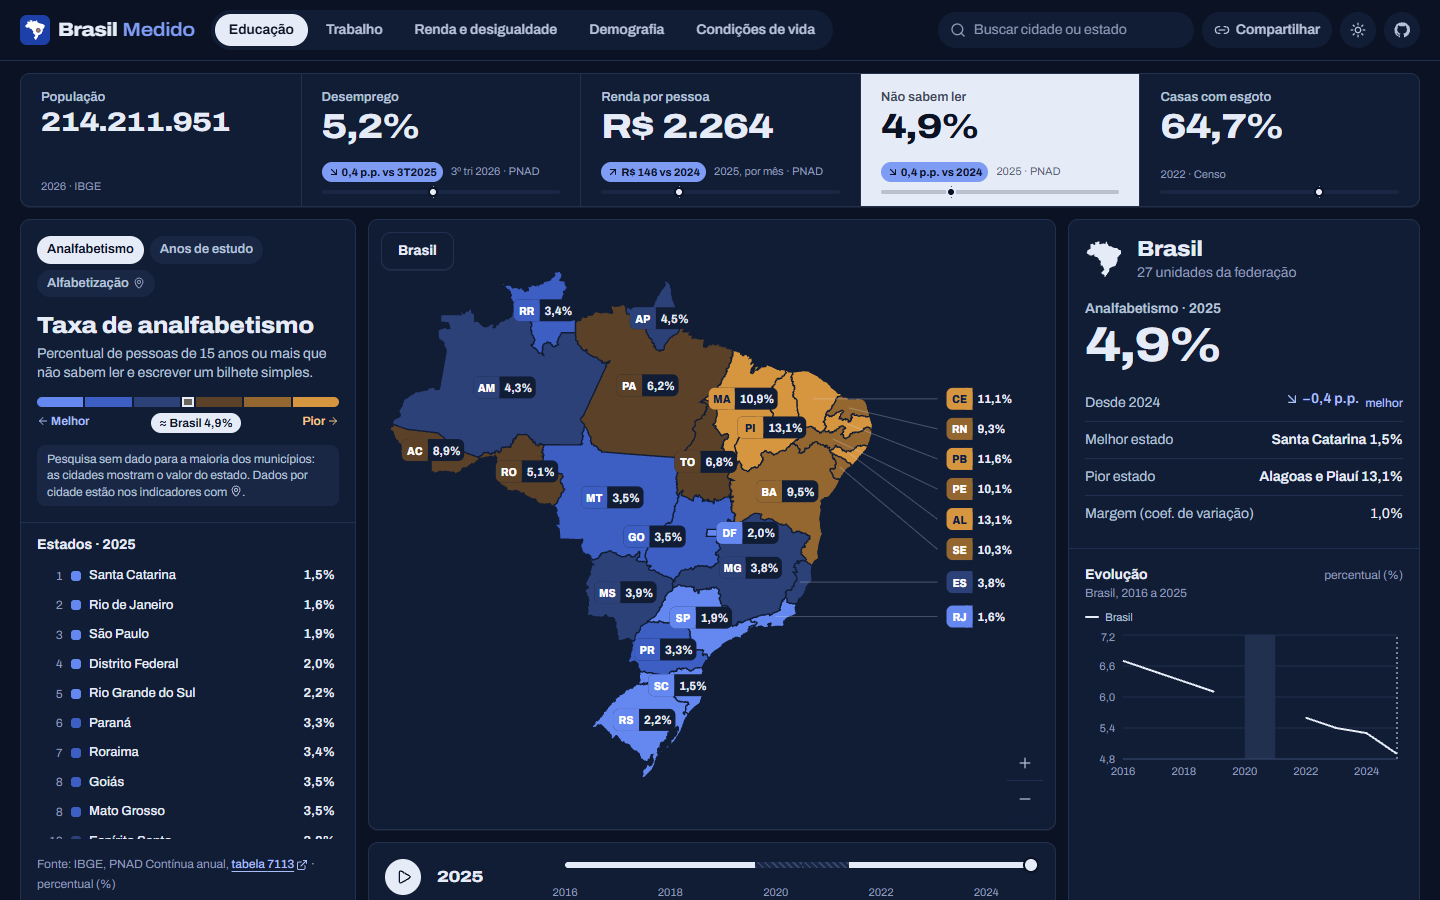 Brasil Medido
Educação
Trabalho
Renda e desigualdade
Demografia
Condições de vida
Buscar cidade ou estado
Compartilhar
População
214.211.951
2026 · IBGE
Desemprego
5,2%
↘ 0,4 p.p. vs 3T2025
3º tri 2026 · PNAD
Renda por pessoa
R$ 2.264
↗ R$ 146 vs 2024
2025, por mês · PNAD
Não sabem ler
4,9%
↘ 0,4 p.p. vs 2024
2025 · PNAD
Casas com esgoto
64,7%
2022 · Censo
Analfabetismo
Anos de estudo
Alfabetização
Taxa de analfabetismo
Percentual de pessoas de 15 anos ou mais que
não sabem ler e escrever um bilhete simples.
← Melhor
≈ Brasil 4,9%
Pior →
Pesquisa sem dado para a maioria dos municípios:
as cidades mostram o valor do estado. Dados por
cidade estão nos indicadores com .
Estados · 2025
1 Santa Catarina 1,5%
2 Rio de Janeiro 1,6%
3 São Paulo 1,9%
4 Distrito Federal 2,0%
5 Rio Grande do Sul 2,2%
6 Paraná 3,3%
7 Roraima 3,4%
8 Goiás 3,5%
8 Mato Grosso 3,5%
Fonte: IBGE, PNAD Contínua anual, tabela 7113 ·
percentual (%)
Brasil
RR 3,4%
AP 4,5%
AM 4,3%
PA 6,2%
MA 10,9%
CE 11,1%
PI 13,1%
RN 9,3%
AC 8,9%
PB 11,6%
RO 5,1%
TO 6,8%
PE 10,1%
MT 3,5%
BA 9,5%
AL 13,1%
GO 3,5%
DF 2,0%
SE 10,3%
MG 3,8%
ES 3,8%
MS 3,9%
SP 1,9%
RJ 1,6%
PR 3,3%
SC 1,5%
RS 2,2%
+
−
2025
2016 2018 2020 2022 2024
Brasil
27 unidades da federação
Analfabetismo · 2025
4,9%
Desde 2024 ↘ −0,4 p.p. melhor
Melhor estado Santa Catarina 1,5%
Pior estado Alagoas e Piauí 13,1%
Margem (coef. de variação) 1,0%
Evolução percentual (%)
Brasil, 2016 a 2025
Brasil
7,2
6,6
6,0
5,4
4,8
2016 2018 2020 2022 2024